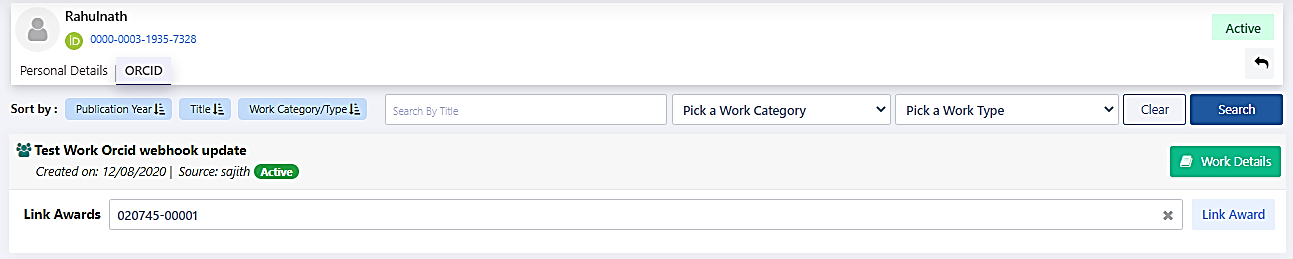 Rahulnath
iD 0000-0003-1935-7328
Active
Personal Details ORCID
Sort by : Publication Year Title Work Category/Type Search By Title Pick a Work Category Pick a Work Type Clear Search
Test Work Orcid webhook update
Created on: 12/08/2020 | Source: sajith Active
Work Details
Link Awards 020745-00001 Link Award